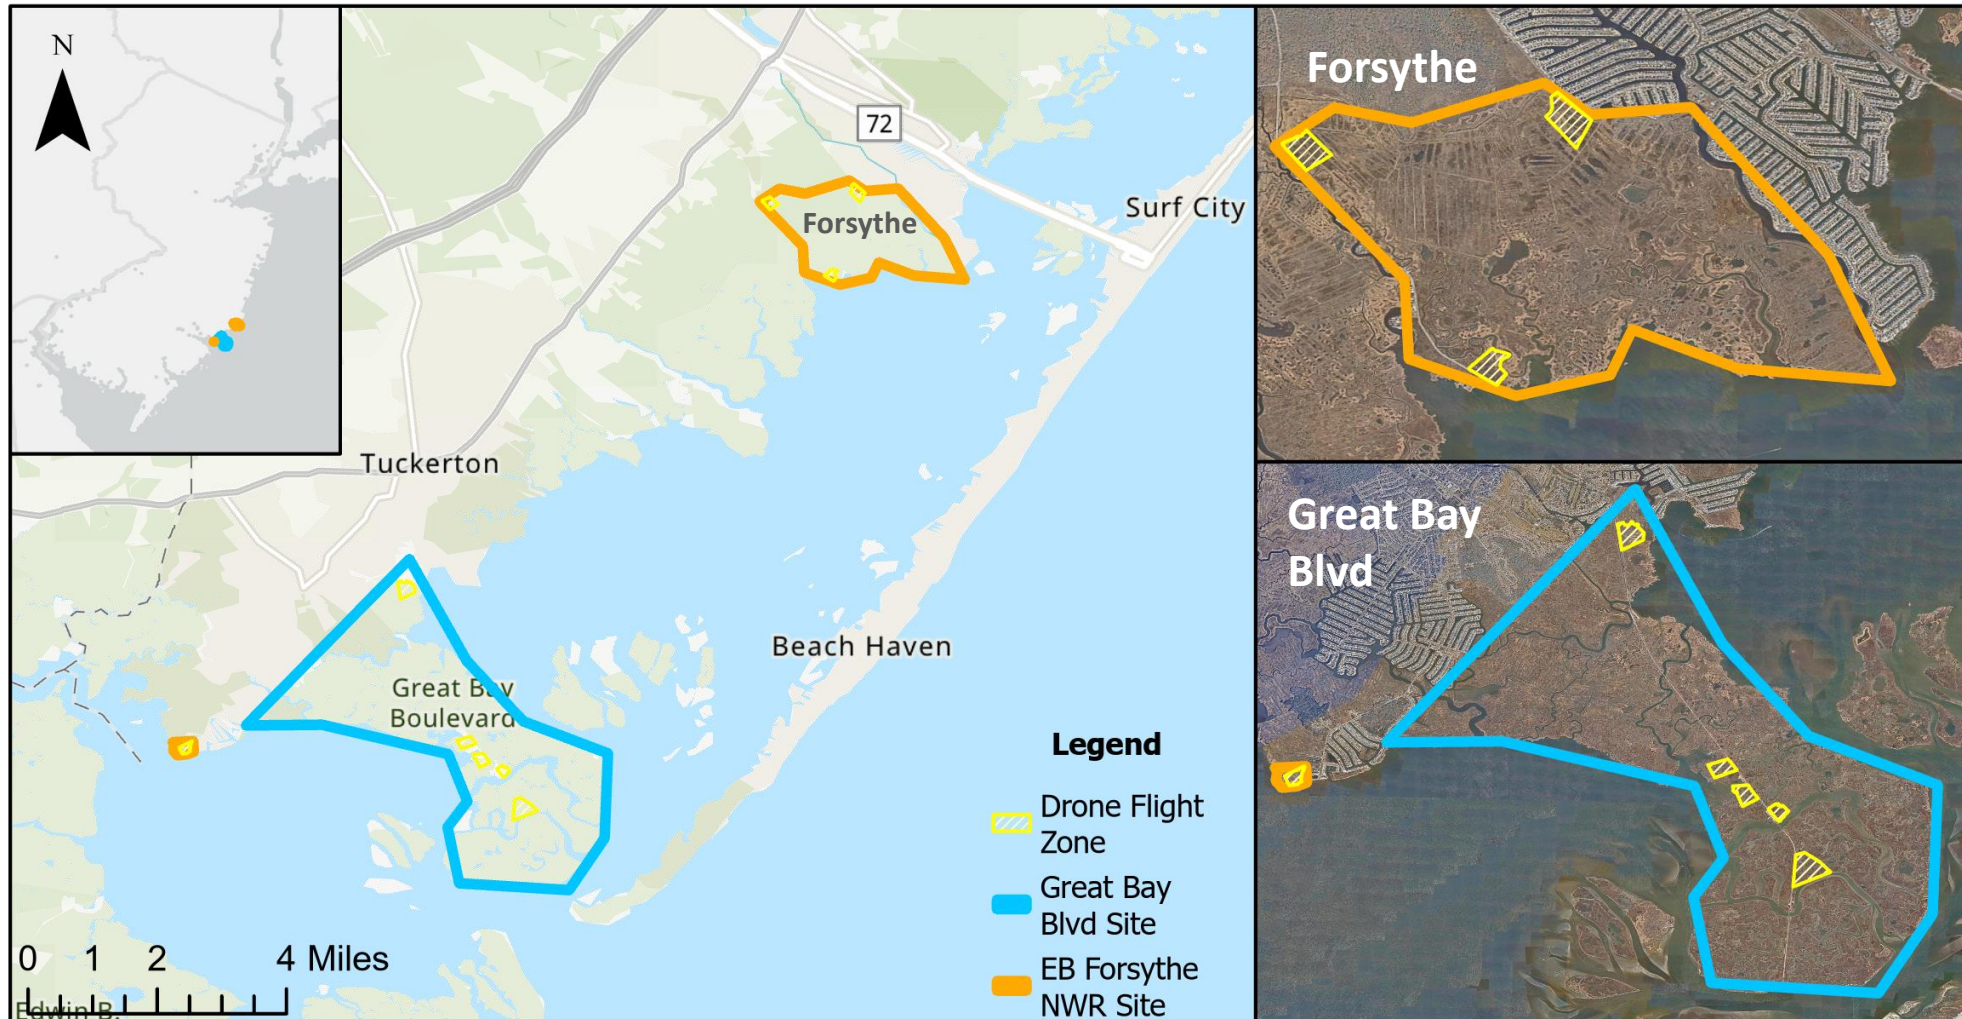 N
72
Surf City
Forsythe
Tuckerton
Great Bay
Boulevard
Beach Haven
Legend
Drone Flight
Zone
Great Bay
Blvd Site
EB Forsythe
NWR Site
0 1 2 4 Miles
Edwin B.
Forsythe
Great Bay
Blvd